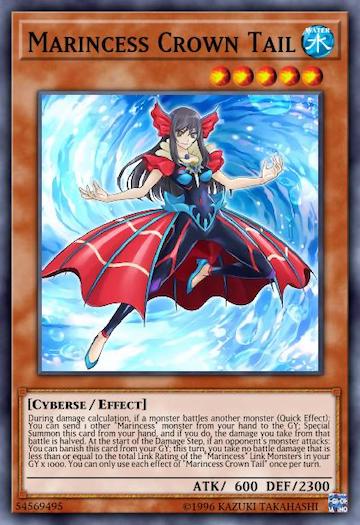 Marincess Crown Tail
WATER
水
[Cyberse / Effect]
During damage calculation, if a monster battles another monster (Quick Effect):
You can send 1 other "Marincess" monster from your hand to the GY; Special
Summon this card from your hand, and if you do, the damage you take from that
battle is halved. At the start of the Damage Step, if an opponent's monster attacks:
You can banish this card from your GY; this turn, you take no battle damage that is
less than or equal to the total Link Rating of the "Marincess" Link Monsters in your
GY x 1000. You can only use each effect of "Marincess Crown Tail" once per turn.
ATK/ 600 DEF/2300
54569495
©1996 KAZUKI TAKAHASHI